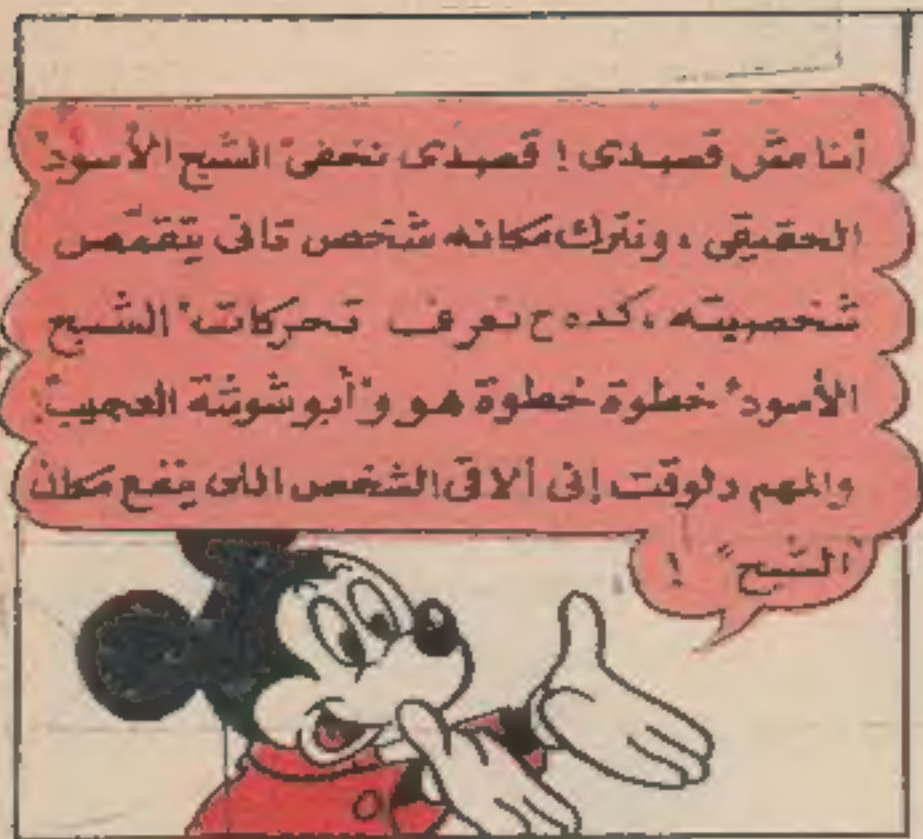 أنا مش قصدى ! قصدى نخفى " الشبح الأسود "
الحقيقى ، ونترك مكانه شخص تانى يتقمص
شخصيته ، كده ح نعرف تحركات " الشبح
الأسود " خطوة خطوة هو و " أبو شوشة العجيب "
والمهم دلوقت إنى ألاقى الشخص اللى ينفع مكان
" الشبح " !